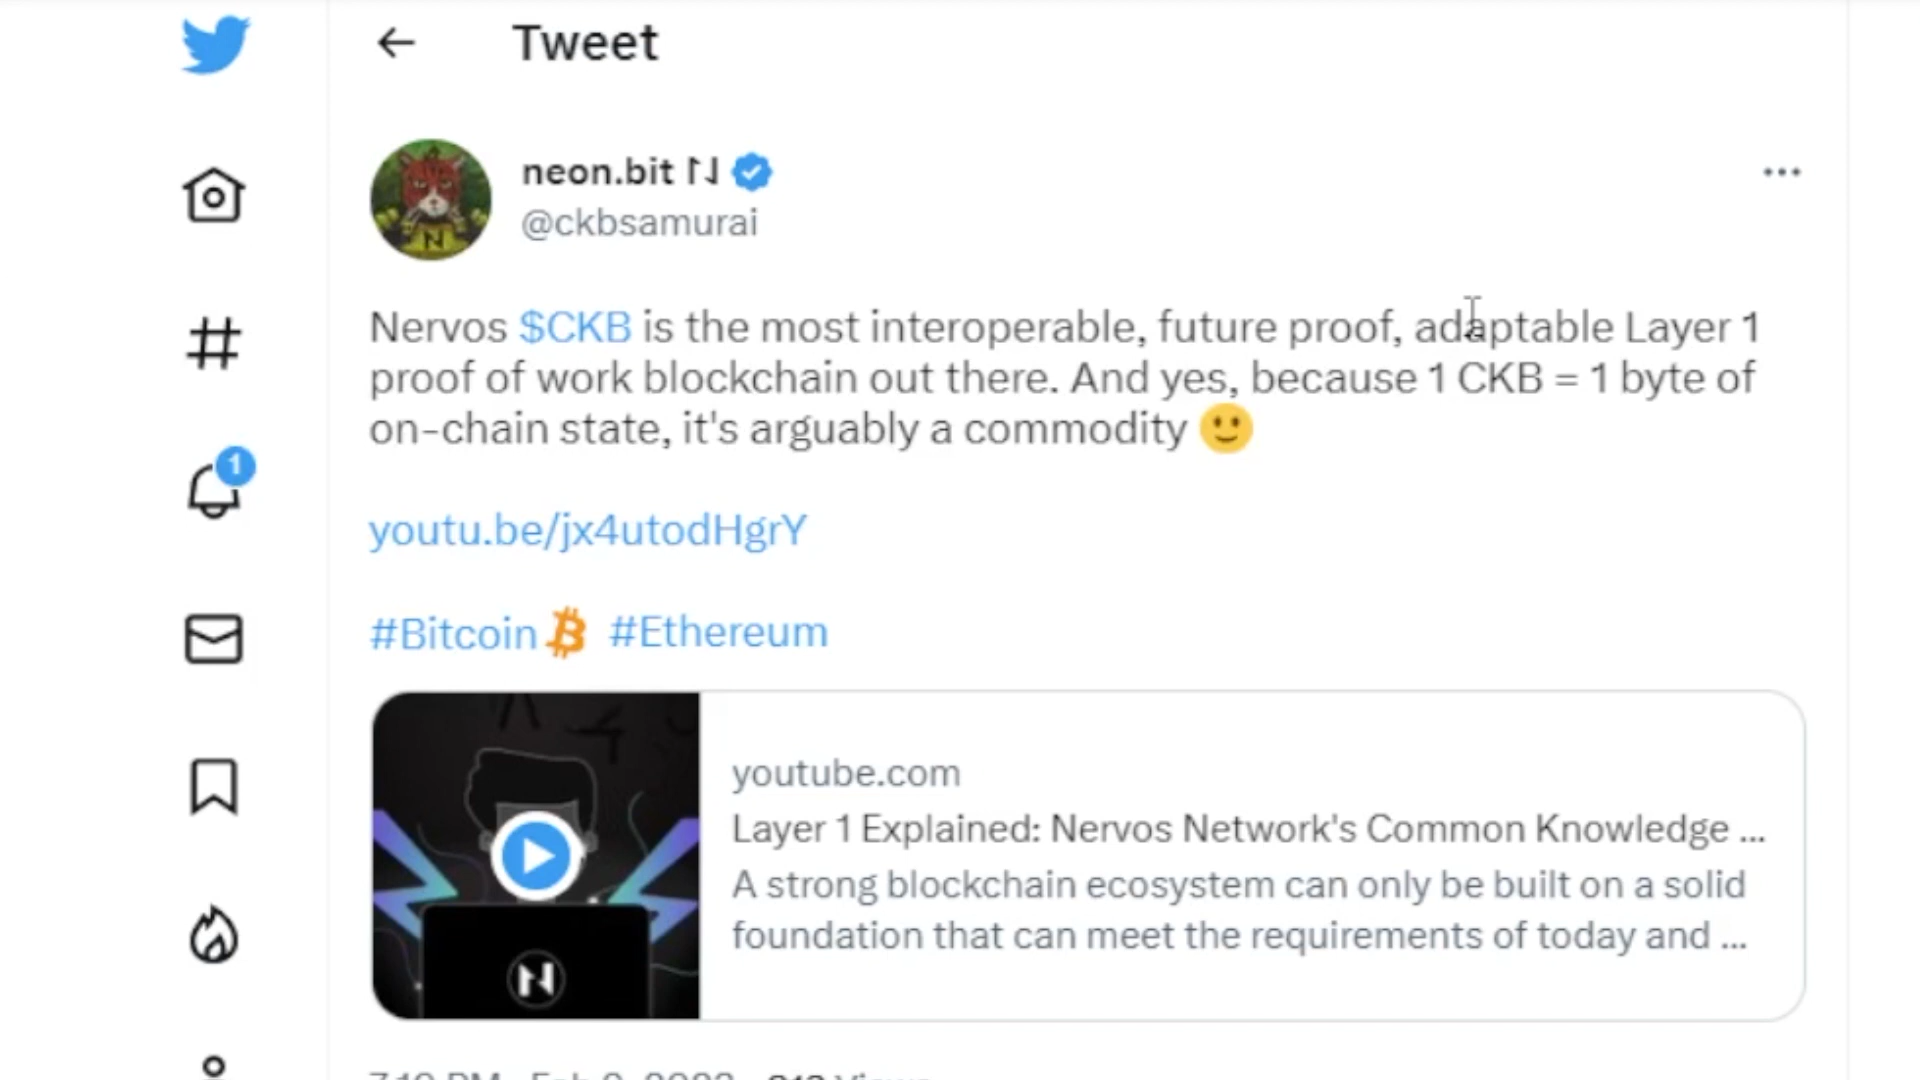 Tweet
neon.bit
@ckbsamurai
Nervos $CKB is the most interoperable, future proof, adaptable Layer 1
proof of work blockchain out there. And yes, because 1 CKB = 1 byte of
on-chain state, it's arguably a commodity 🙂
youtu.be/jx4utodHgrY
#Bitcoin #Ethereum
youtube.com
Layer 1 Explained: Nervos Network's Common Knowledge ...
A strong blockchain ecosystem can only be built on a solid
foundation that can meet the requirements of today and ...
1